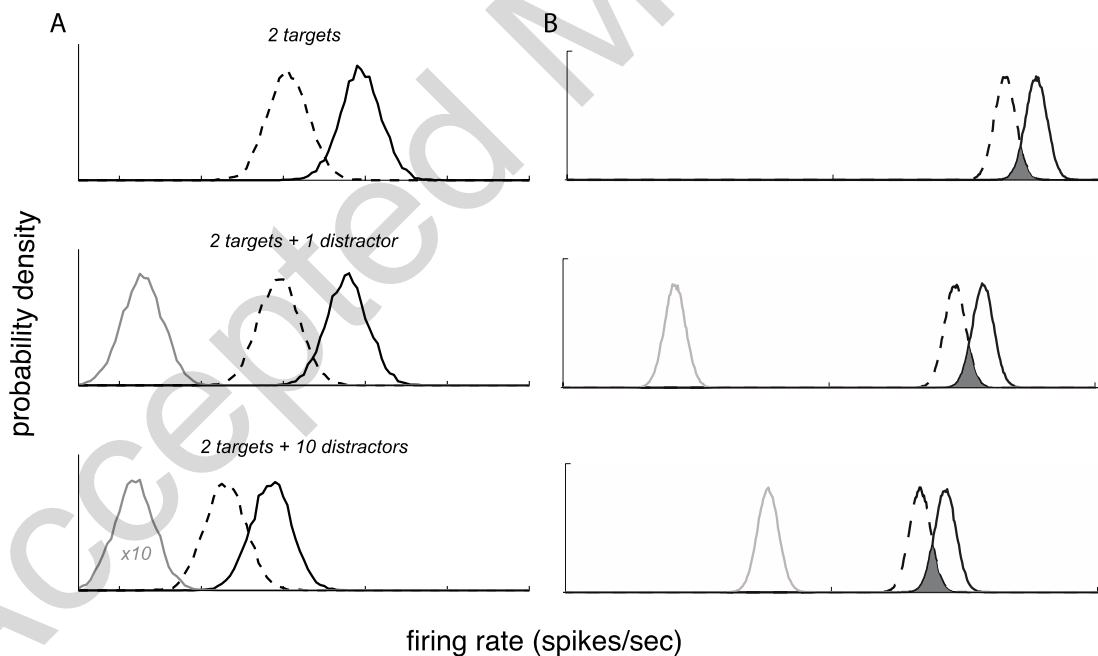 A
B
2 targets
2 targets + 1 distractor
2 targets + 10 distractors
x10
probability density
firing rate (spikes/sec)
Accepted M